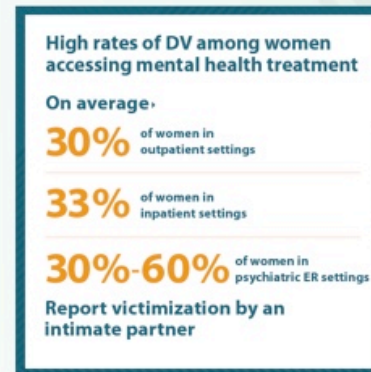 High rates of DV among women
accessing mental health treatment
On average›
30% of women in
outpatient settings
33% of women in
inpatient settings
30%-60% of women in
psychiatric ER settings
Report victimization by an
intimate partner